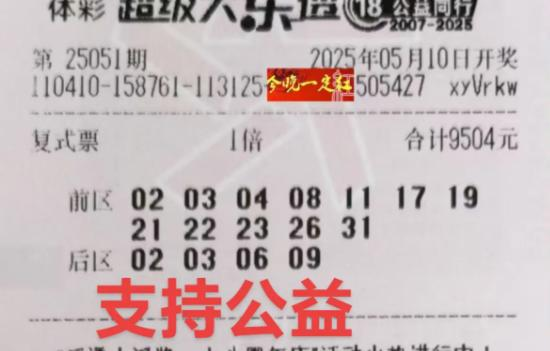 体彩 超级大乐透 18 公益同行 2007-2025
第 25051期 2025年05月10日开奖
110410-158761-113125 今晚一定红 505427 xyVrkw
复式票 1倍 合计9504元
前区 02 03 04 08 11 17 19
21 22 23 26 31
后区 02 03 06 09
支持公益